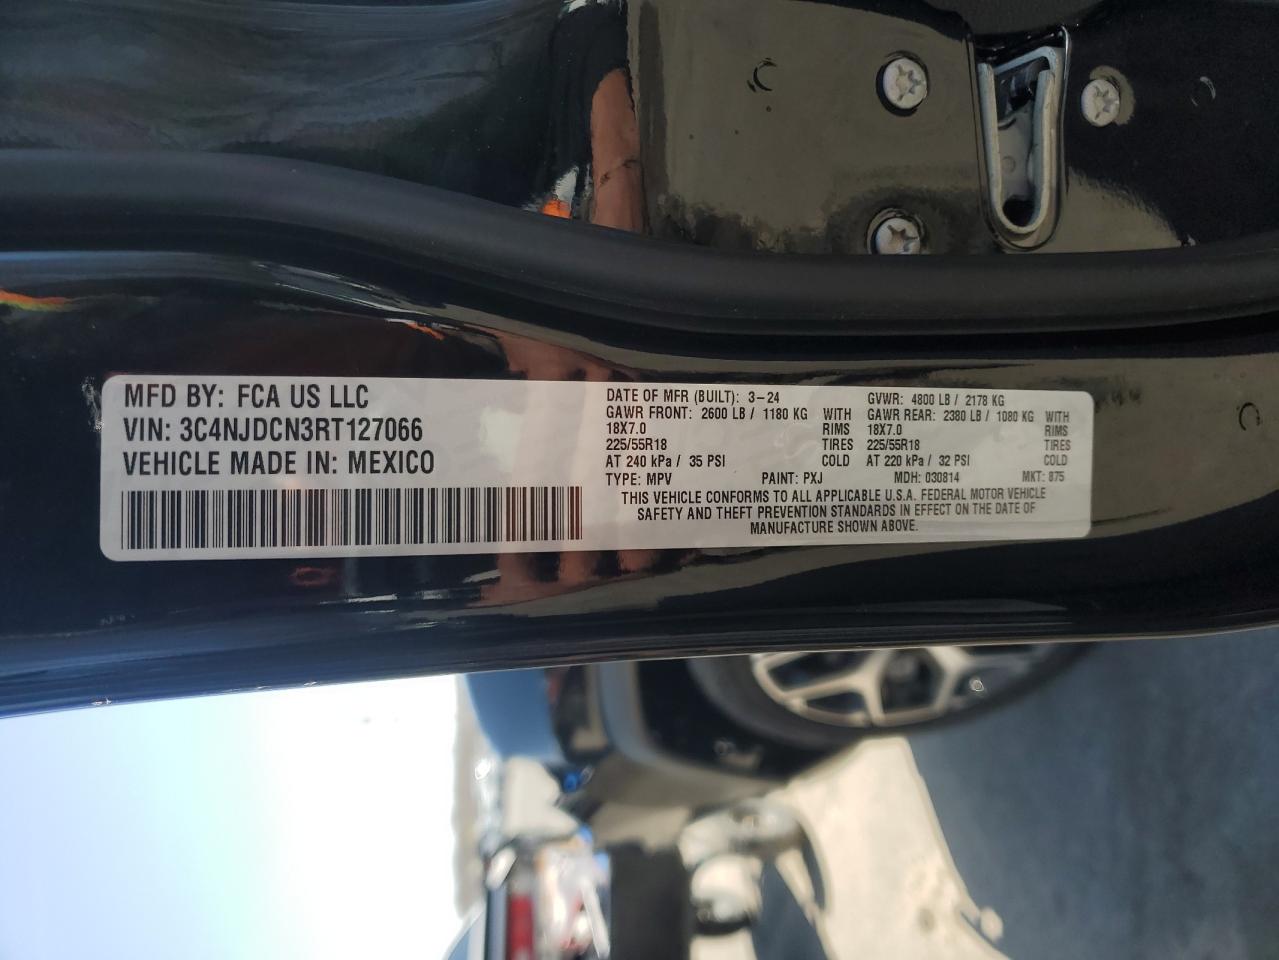 MFD BY: FCA US LLC
VIN: 3C4NJDCN3RT127066
VEHICLE MADE IN: MEXICO
DATE OF MFR (BUILT): 3-24 GVWR: 4800 LB / 2178 KG
GAWR FRONT: 2600 LB / 1180 KG WITH GAWR REAR: 2380 LB / 1080 KG WITH
18X7.0 RIMS 18X7.0 RIMS
225/55R18 TIRES 225/55R18 TIRES
AT 240 kPa / 35 PSI COLD AT 220 kPa / 32 PSI COLD
TYPE: MPV PAINT: PXJ MDH: 030814 MKT: 875
THIS VEHICLE CONFORMS TO ALL APPLICABLE U.S.A. FEDERAL MOTOR VEHICLE
SAFETY AND THEFT PREVENTION STANDARDS IN EFFECT ON THE DATE OF
MANUFACTURE SHOWN ABOVE.